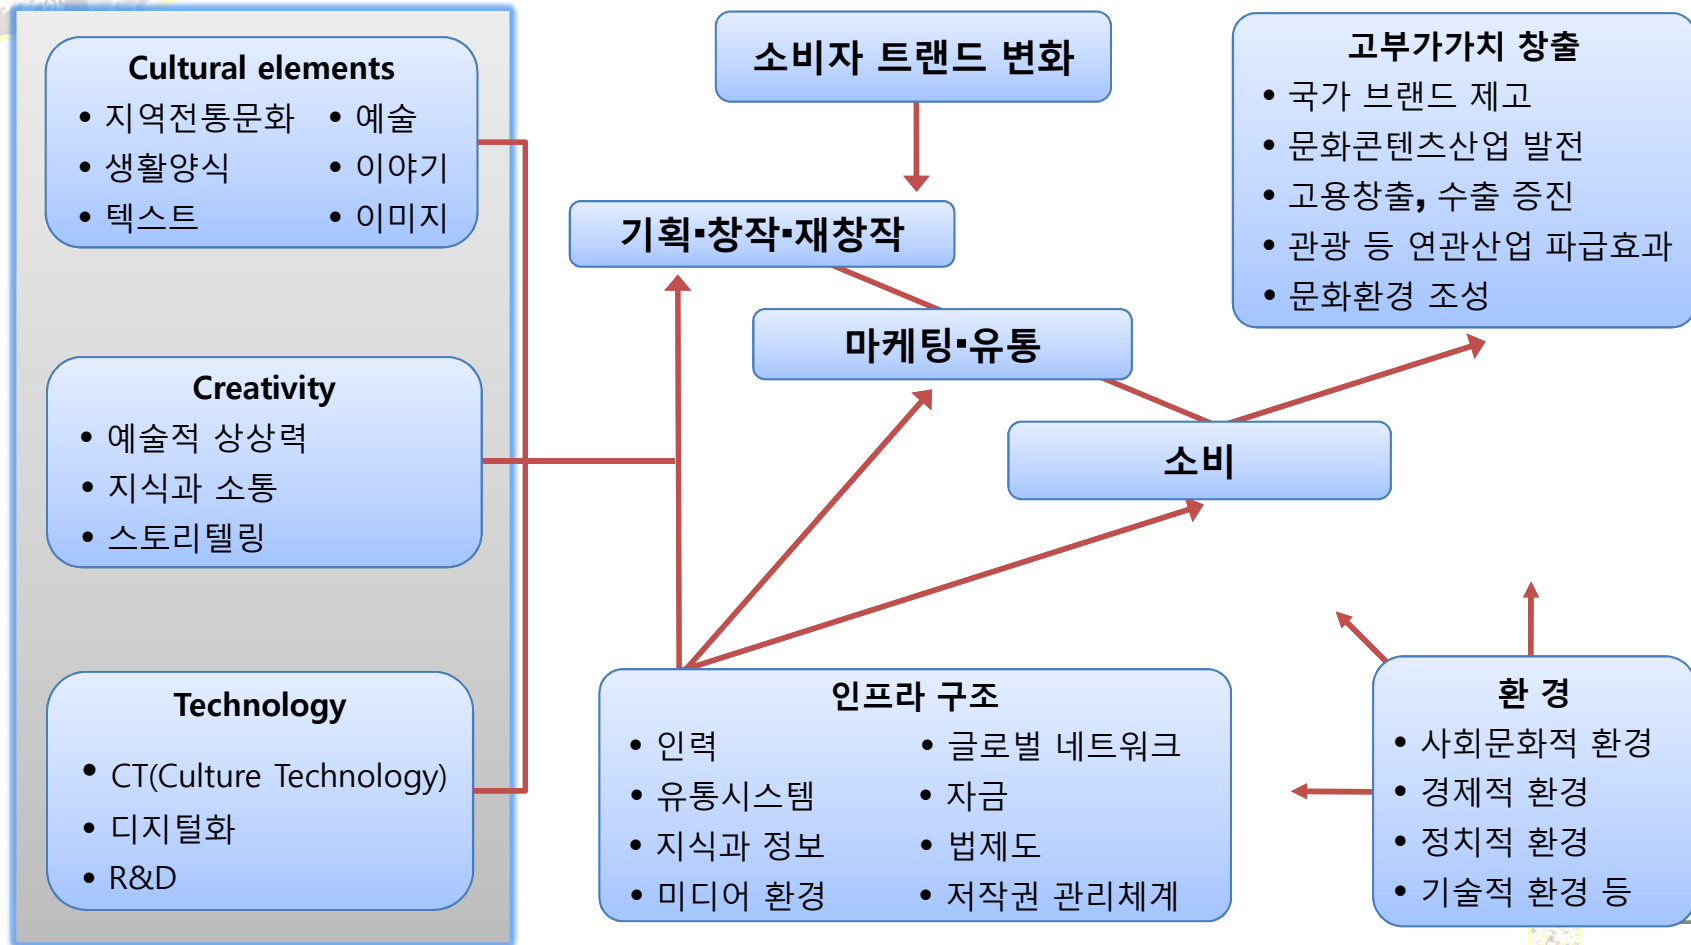 Cultural elements
• 지역전통문화 • 예술
• 생활양식 • 이야기
• 텍스트 • 이미지
Creativity
• 예술적 상상력
• 지식과 소통
• 스토리텔링
Technology
• CT(Culture Technology)
• 디지털화
• R&D
소비자 트랜드 변화
기획▪창작▪재창작
마케팅▪유통
소비
고부가가치 창출
• 국가 브랜드 제고
• 문화콘텐츠산업 발전
• 고용창출, 수출 증진
• 관광 등 연관산업 파급효과
• 문화환경 조성
인프라 구조
• 인력 • 글로벌 네트워크
• 유통시스템 • 자금
• 지식과 정보 • 법제도
• 미디어 환경 • 저작권 관리체계
환 경
• 사회문화적 환경
• 경제적 환경
• 정치적 환경
• 기술적 환경 등